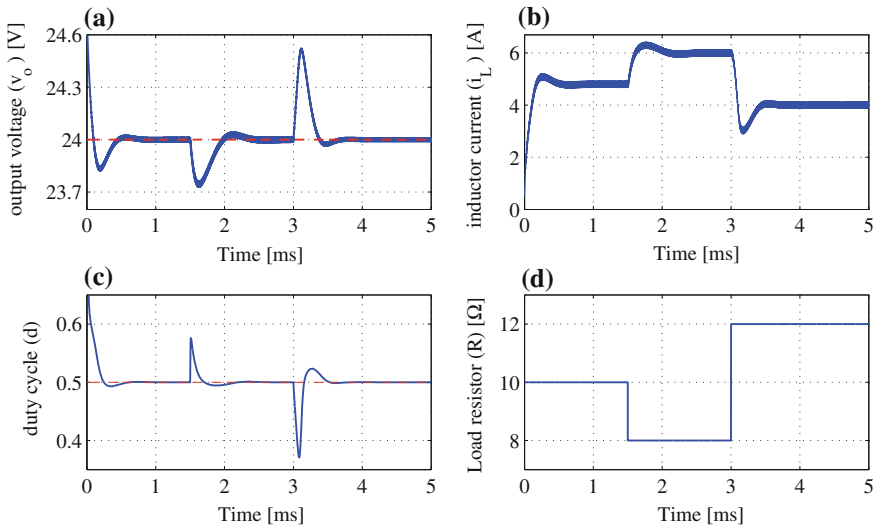 (a)
output voltage (v_o) [V]
24.6
24.3
24
23.7
0 1 2 3 4 5
Time [ms]
(b)
inductor current (i_L) [A]
6
4
2
0
0 1 2 3 4 5
Time [ms]
(c)
duty cycle (d)
0.6
0.5
0.4
0 1 2 3 4 5
Time [ms]
(d)
Load resistor (R) [Ω]
12
10
8
0 1 2 3 4 5
Time [ms]